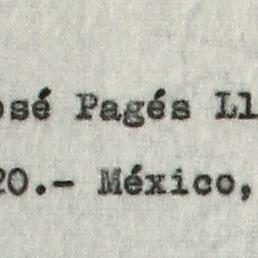 osé Pagés Ll
20.- México,